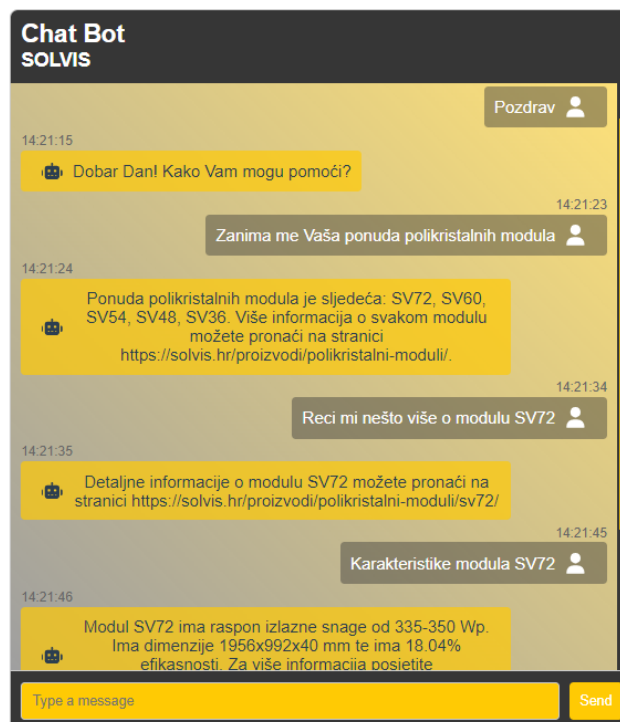 Chat Bot
SOLVIS
Pozdrav
14:21:15
Dobar Dan! Kako Vam mogu pomoći?
14:21:23
Zanima me Vaša ponuda polikristalnih modula
14:21:24
Ponuda polikristalnih modula je sljedeća: SV72, SV60,
SV54, SV48, SV36. Više informacija o svakom modulu
možete pronaći na stranici
https://solvis.hr/proizvodi/polikristalni-moduli/.
14:21:34
Reci mi nešto više o modulu SV72
14:21:35
Detaljne informacije o modulu SV72 možete pronaći na
stranici https://solvis.hr/proizvodi/polikristalni-moduli/sv72/
14:21:45
Karakteristike modula SV72
14:21:46
Modul SV72 ima raspon izlazne snage od 335-350 Wp.
Ima dimenzije 1956x992x40 mm te ima 18.04%
efikasnosti. Za više informacija posjetite
Type a message
Send